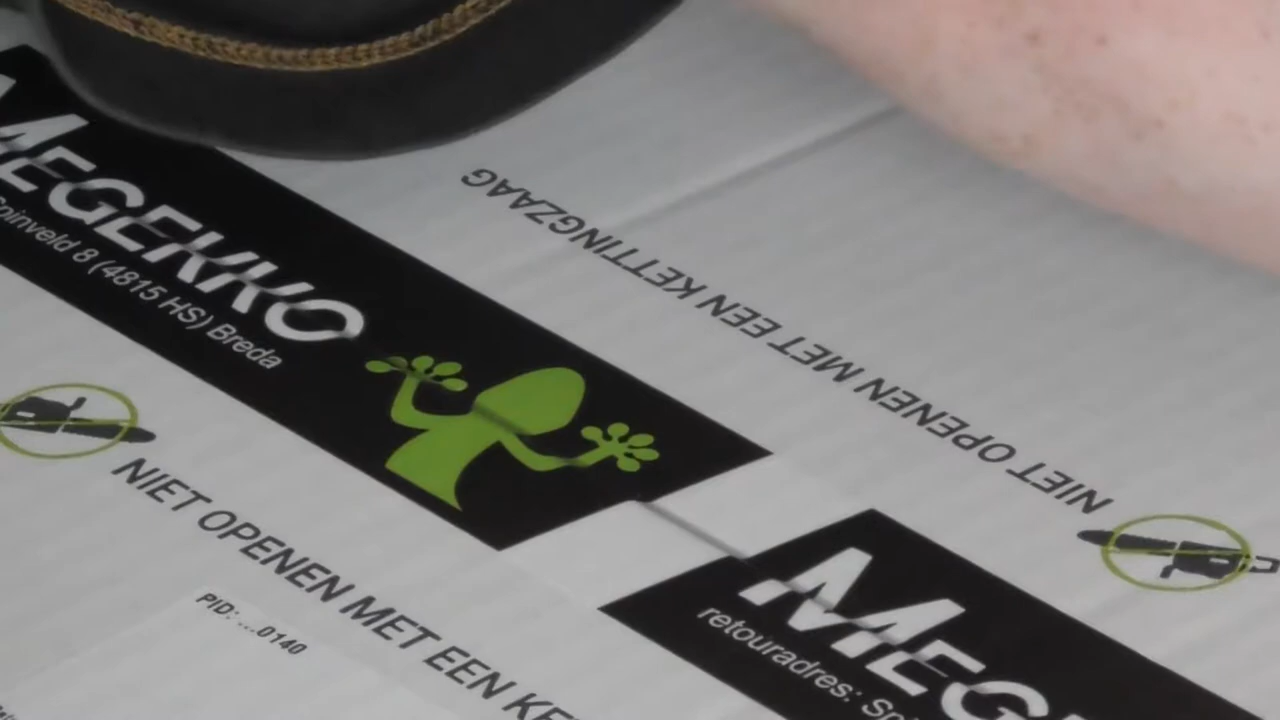 MEGEKKO
Spinveld 8 (4815 HS) Breda
NIET OPENEN MET EEN KETTINGZAAG
NIET OPENEN MET EEN
PID: ...0140
MEG
retouradres: